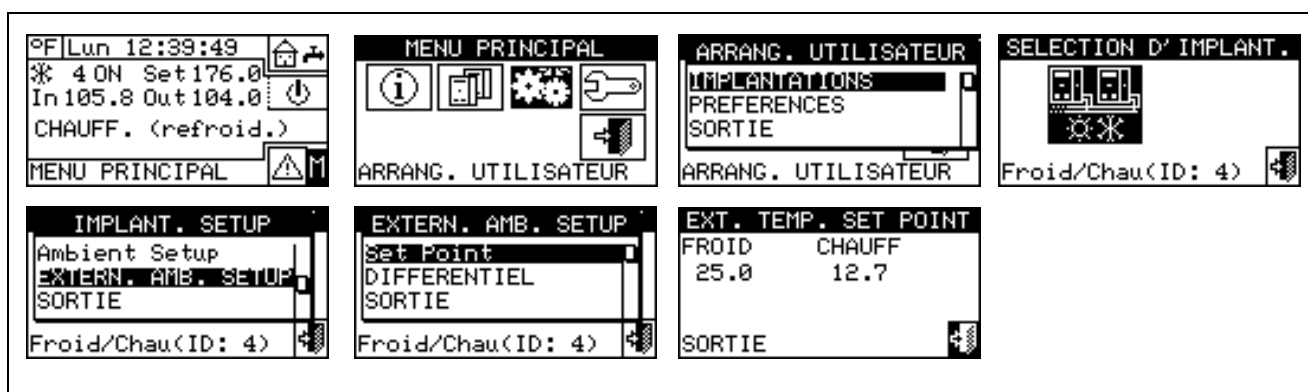 °F Lun 12:39:49
4 ON Set 176.0
In 105.8 Out 104.0
CHAUFF. (refroid.)
MENU PRINCIPAL M
MENU PRINCIPAL
ARRANG. UTILISATEUR
ARRANG. UTILISATEUR
IMPLANTATIONS
PREFERENCES
SORTIE
ARRANG. UTILISATEUR
SELECTION D'IMPLANT.
Froid/Chau(ID: 4)
IMPLANT. SETUP
Ambient Setup
EXTERN. AMB. SETUP
SORTIE
Froid/Chau(ID: 4)
EXTERN. AMB. SETUP
Set Point
DIFFERENTIEL
SORTIE
Froid/Chau(ID: 4)
EXT. TEMP. SET POINT
FROID CHAUFF
25.0 12.7
SORTIE